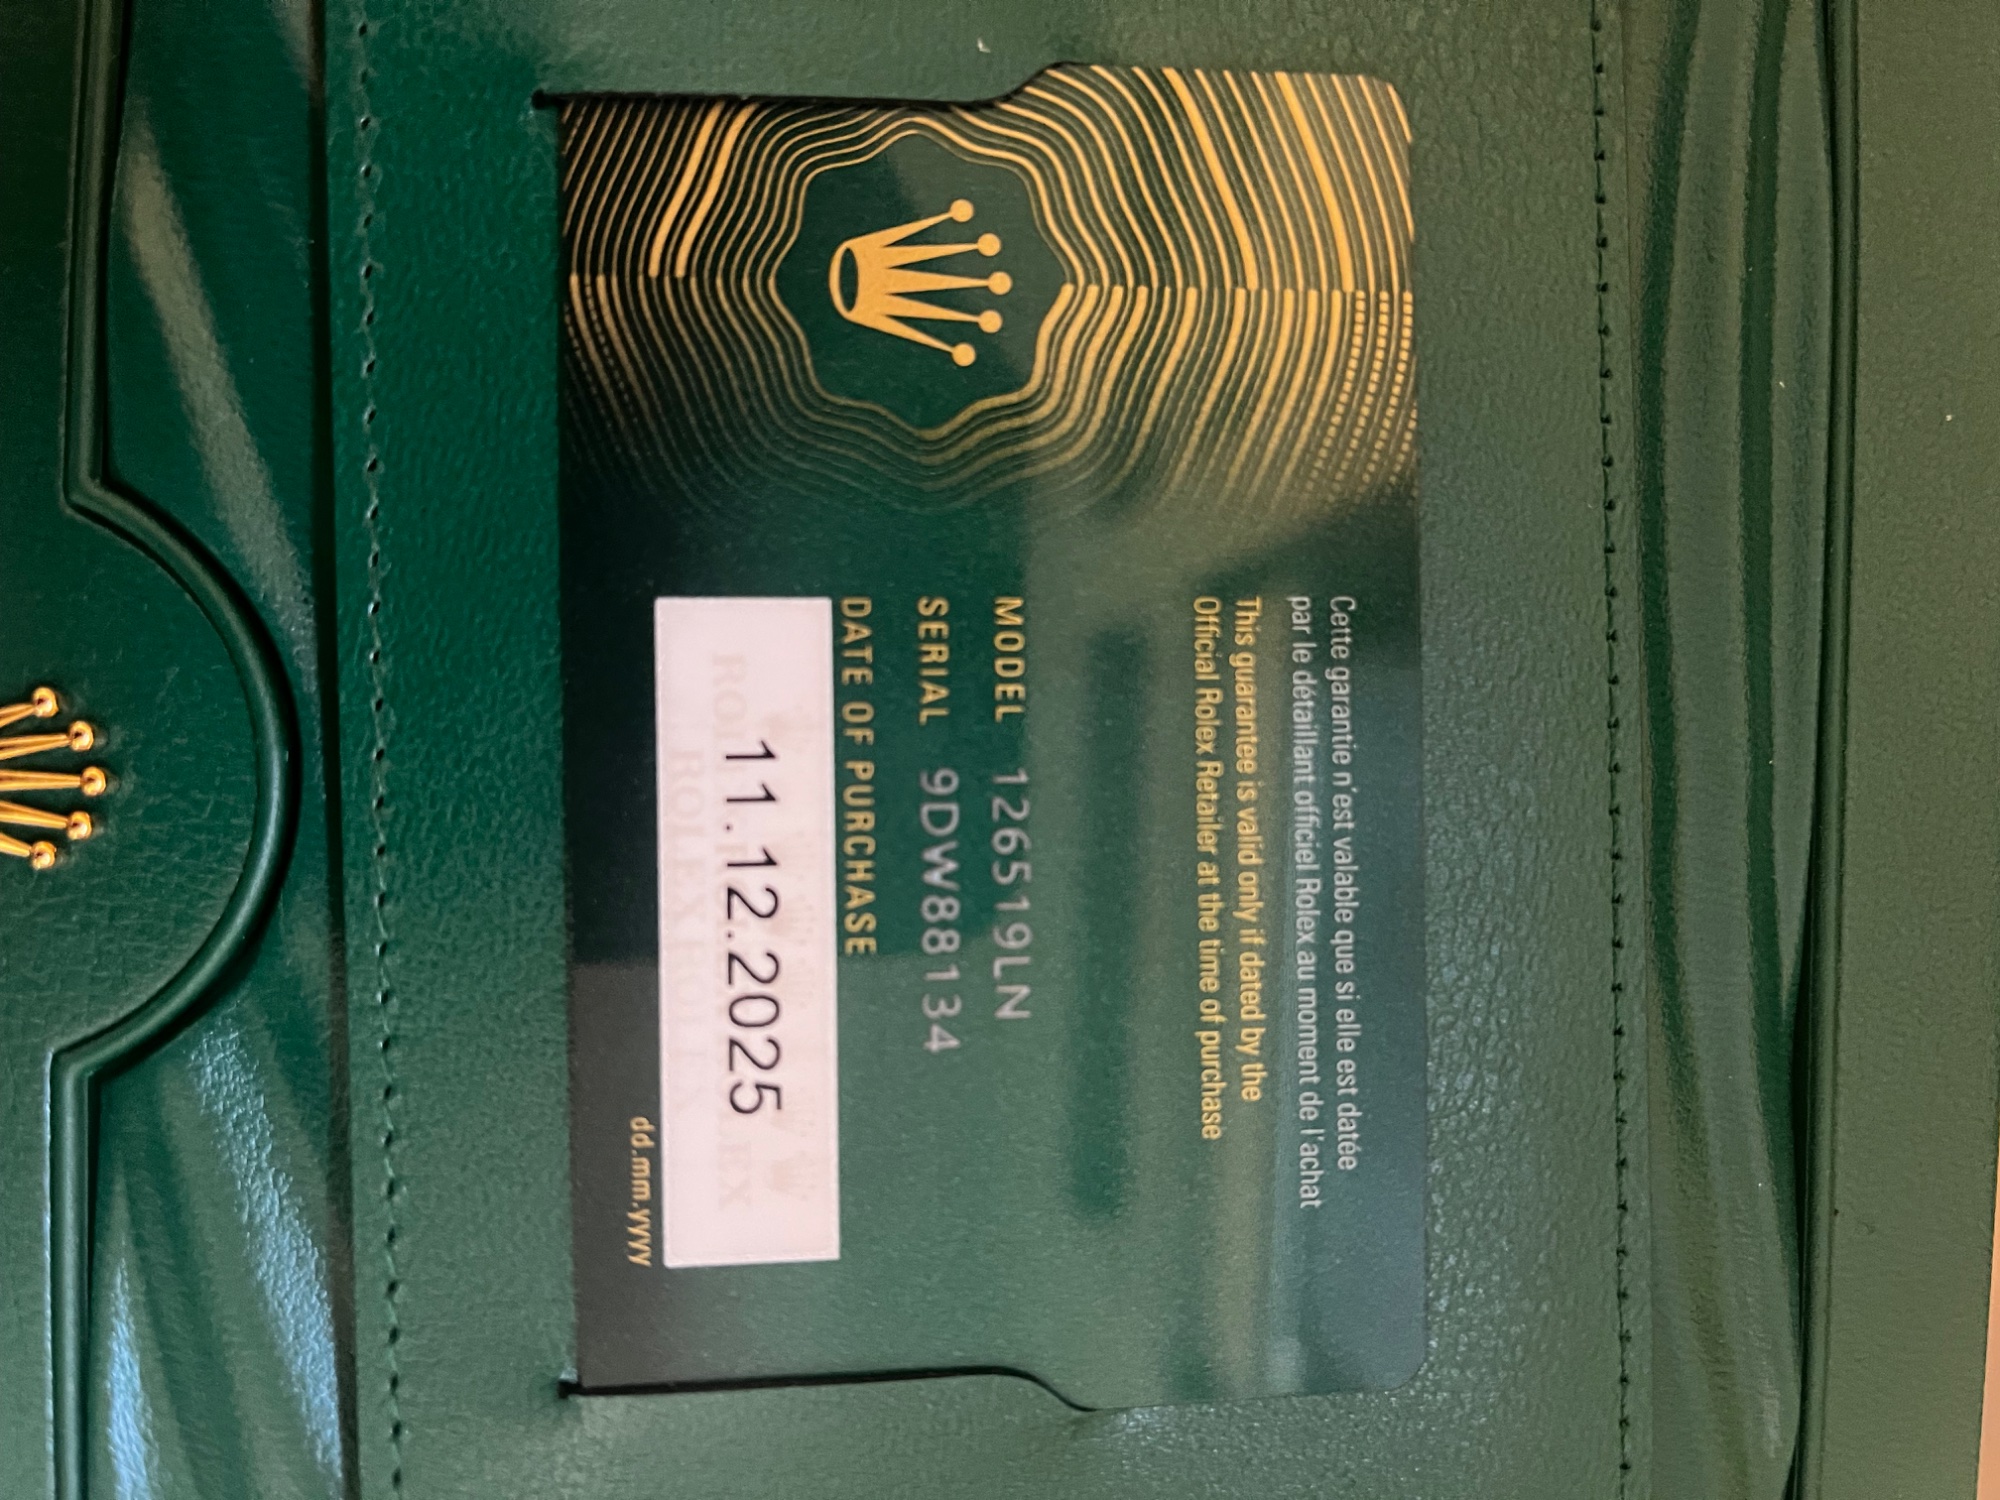 Cette garantie n'est valable que si elle est datée
par le détaillant officiel Rolex au moment de l'achat
This guarantee is valid only if dated by the
Official Rolex Retailer at the time of purchase
MODEL 126519LN
SERIAL 9DW88134
DATE OF PURCHASE
11.12.2025
dd.mm.yyyy